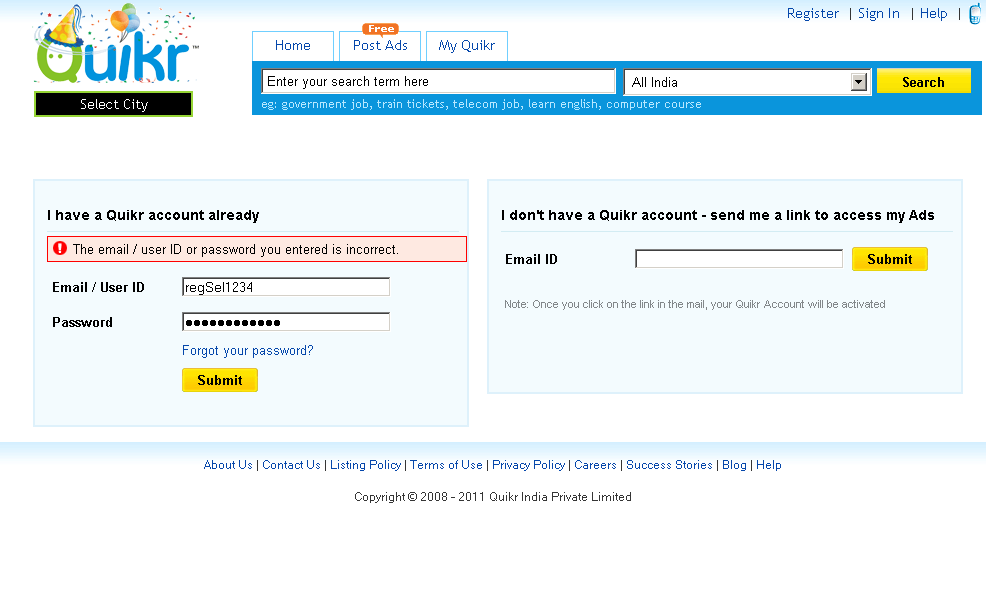 Register | Sign In | Help |
Quikr™
Free
Home Post Ads My Quikr
Enter your search term here All India Search
Select City
eg: government job, train tickets, telecom job, learn english, computer course
I have a Quikr account already
The email / user ID or password you entered is incorrect.
Email / User ID regSel1234
Password ●●●●●●●●●●●●
Forgot your password?
Submit
I don't have a Quikr account - send me a link to access my Ads
Email ID Submit
Note: Once you click on the link in the mail, your Quikr Account will be activated
About Us | Contact Us | Listing Policy | Terms of Use | Privacy Policy | Careers | Success Stories | Blog | Help
Copyright © 2008 - 2011 Quikr India Private Limited